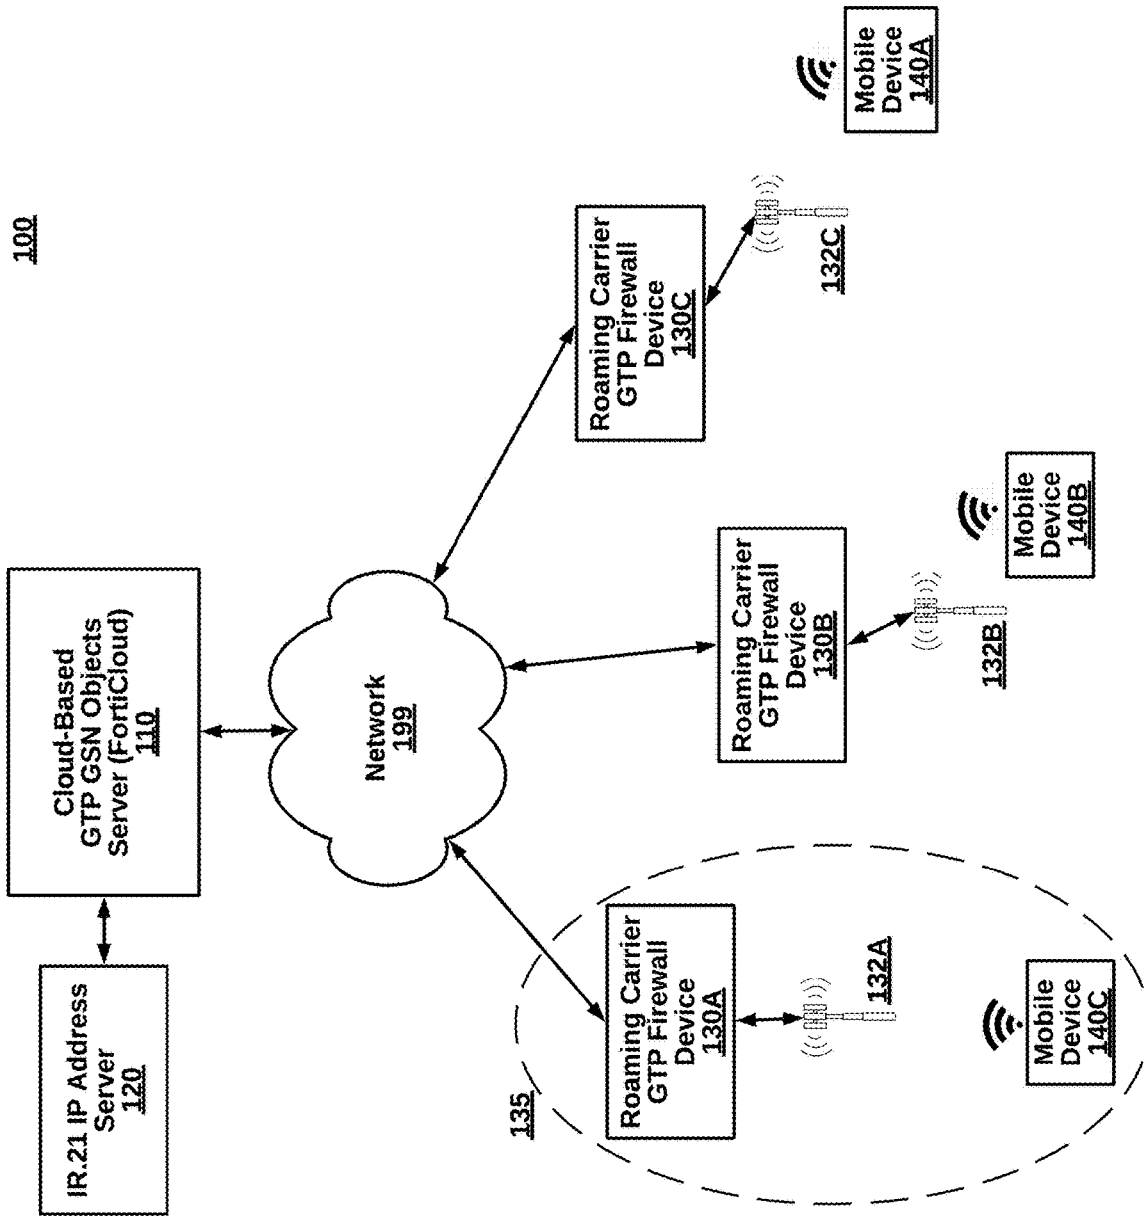 100
IR.21 IP Address
Server
120
Cloud-Based
GTP GSN Objects
Server (FortiCloud)
110
Network
199
135
Roaming Carrier
GTP Firewall
Device
130A
132A
Mobile
Device
140C
Roaming Carrier
GTP Firewall
Device
130B
132B
Mobile
Device
140B
Roaming Carrier
GTP Firewall
Device
130C
132C
Mobile
Device
140A